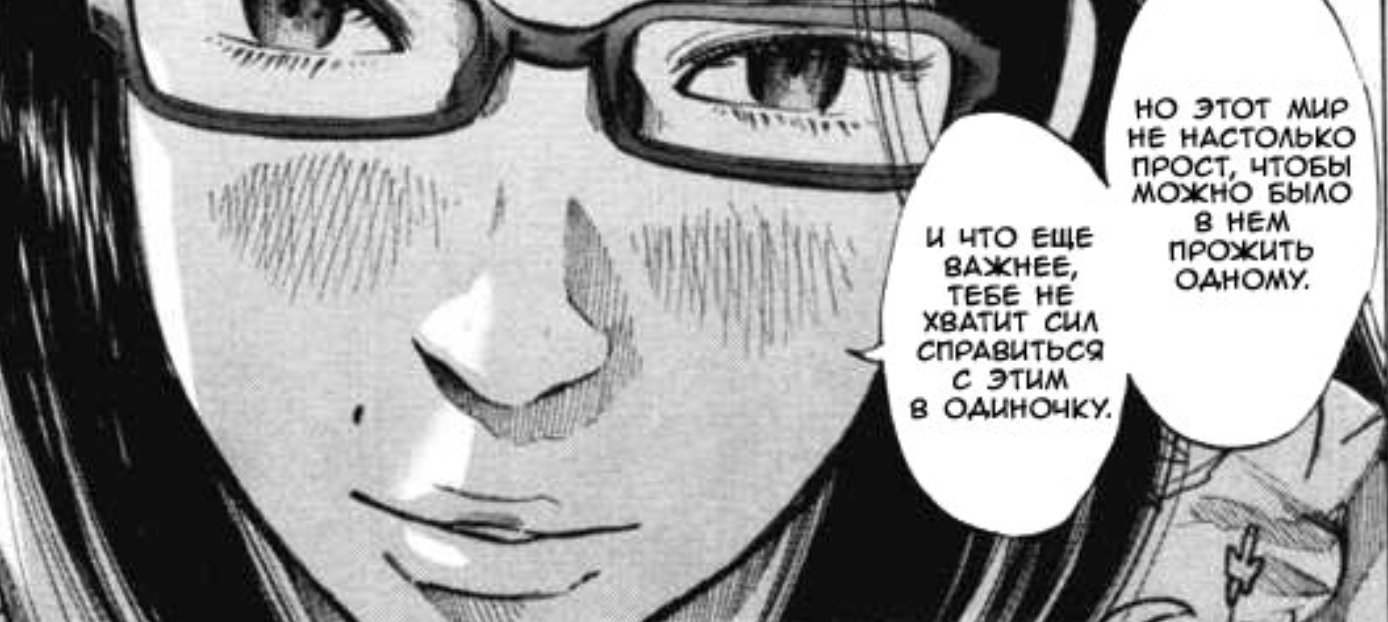 НО ЭТОТ МИР
НЕ НАСТОЛЬКО
ПРОСТ, ЧТОБЫ
МОЖНО БЫЛО
В НЕМ
ПРОЖИТЬ
ОДНОМУ.
И ЧТО ЕЩЕ
ВАЖНЕЕ,
ТЕБЕ НЕ
ХВАТИТ СИЛ
СПРАВИТЬСЯ
С ЭТИМ
В ОДИНОЧКУ.